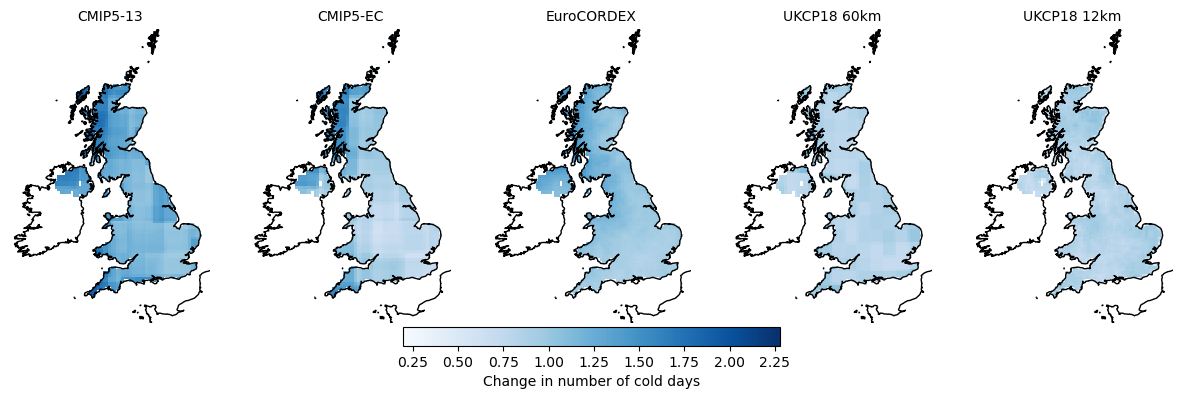 CMIP5-13 CMIP5-EC EuroCORDEX UKCP18 60km UKCP18 12km
0.25 0.50 0.75 1.00 1.25 1.50 1.75 2.00 2.25
Change in number of cold days